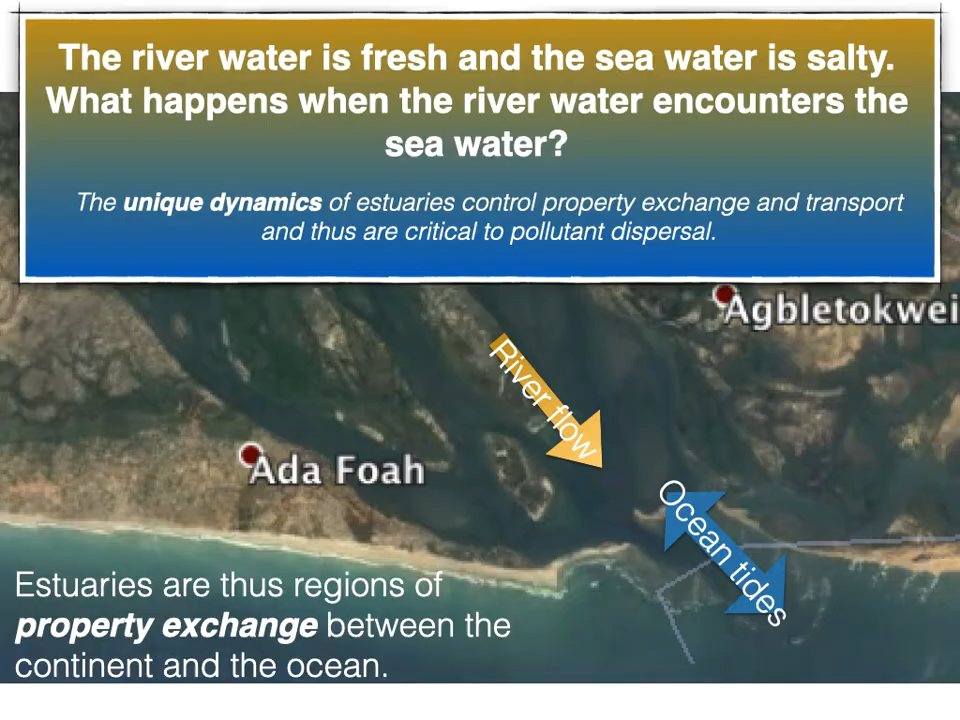 The river water is fresh and the sea water is salty.
What happens when the river water encounters the
sea water?
The unique dynamics of estuaries control property exchange and transport
and thus are critical to pollutant dispersal.
Agbletokwei
River flow
Ada Foah
Ocean tides
Estuaries are thus regions of
property exchange between the
continent and the ocean.